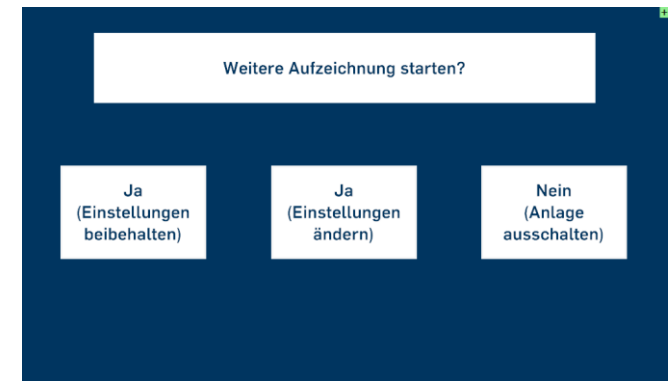 Weitere Aufzeichnung starten?
Ja
(Einstellungen
beibehalten)
Ja
(Einstellungen
ändern)
Nein
(Anlage
ausschalten)